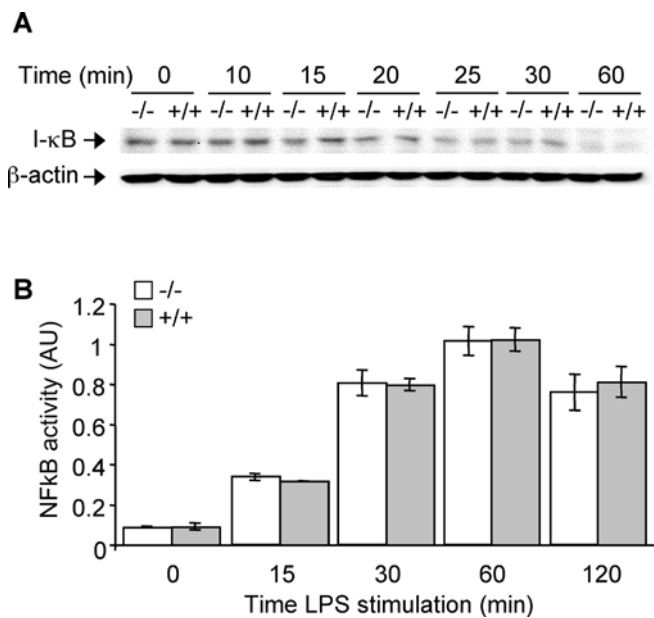 A
Time (min) 0 10 15 20 25 30 60
-/- +/+ -/- +/+ -/- +/+ -/- +/+ -/- +/+ -/- +/+ -/- +/+
I-κB
β-actin
B
-/-
+/+
NFkB activity (AU)
1.2
1
0.8
0.6
0.4
0.2
0
0 15 30 60 120
Time LPS stimulation (min)